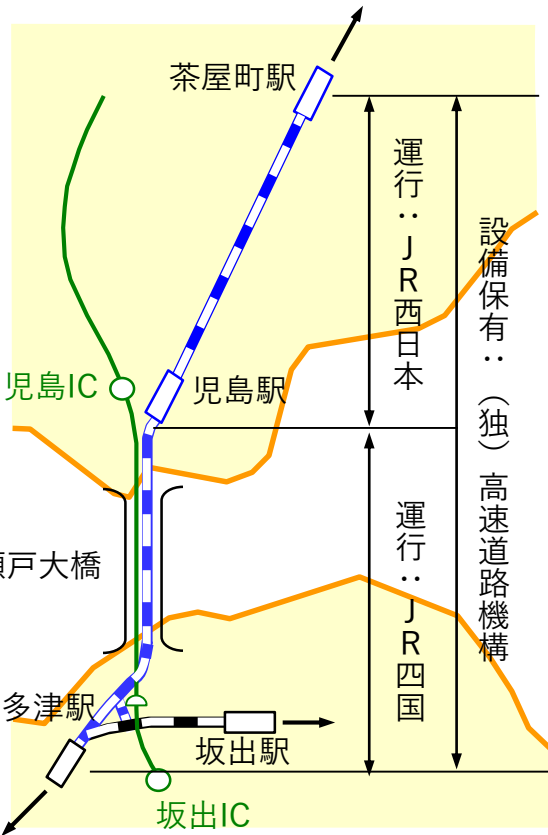 茶屋町駅
運行：JR西日本
設備保有：（独）高速道路機構
児島IC
児島駅
瀬戸大橋
運行：JR四国
多津駅
坂出駅
坂出IC